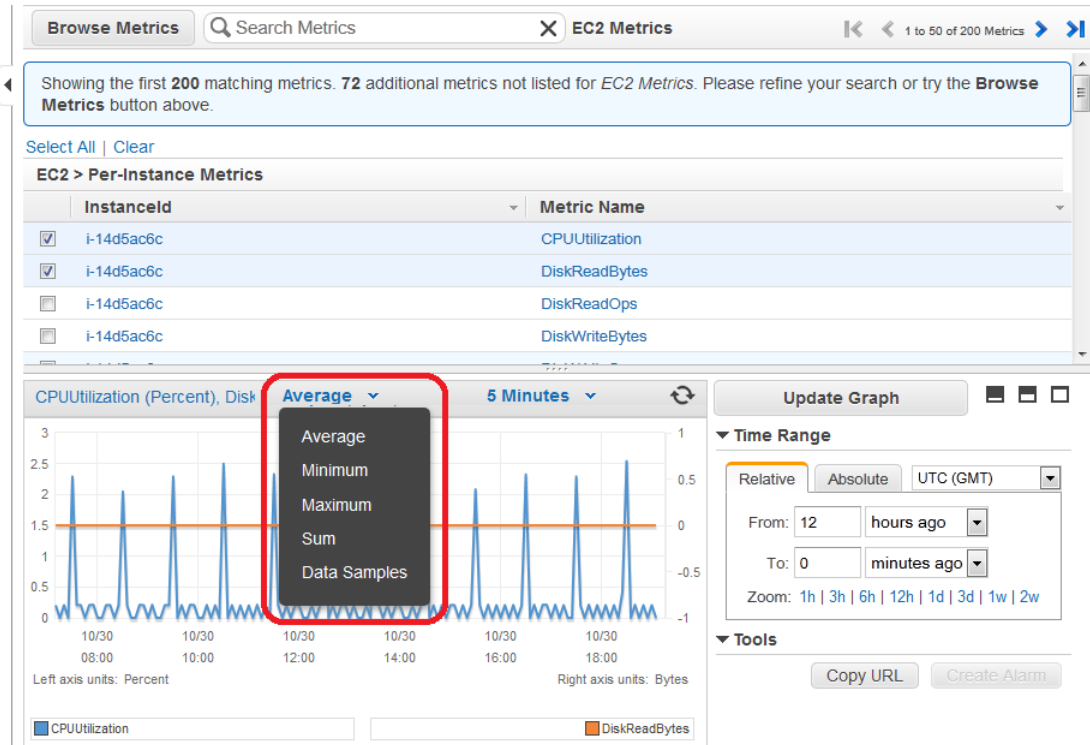 Browse Metrics Search Metrics X EC2 Metrics 1 to 50 of 200 Metrics
Showing the first 200 matching metrics. 72 additional metrics not listed for EC2 Metrics. Please refine your search or try the Browse
Metrics button above.
Select All | Clear
EC2 > Per-Instance Metrics
InstanceId Metric Name
i-14d5ac6c CPUUtilization
i-14d5ac6c DiskReadBytes
i-14d5ac6c DiskReadOps
i-14d5ac6c DiskWriteBytes
CPUUtilization (Percent), Disk Average 5 Minutes
Average
Minimum
Maximum
Sum
Data Samples
3
2.5
2
1.5
1
0.5
0
1
0.5
0
-0.5
-1
10/30 10/30 10/30 10/30 10/30 10/30
08:00 10:00 12:00 14:00 16:00 18:00
Left axis units: Percent Right axis units: Bytes
CPUUtilization DiskReadBytes
Update Graph
Time Range
Relative Absolute UTC (GMT)
From: 12 hours ago
To: 0 minutes ago
Zoom: 1h | 3h | 6h | 12h | 1d | 3d | 1w | 2w
Tools
Copy URL Create Alarm